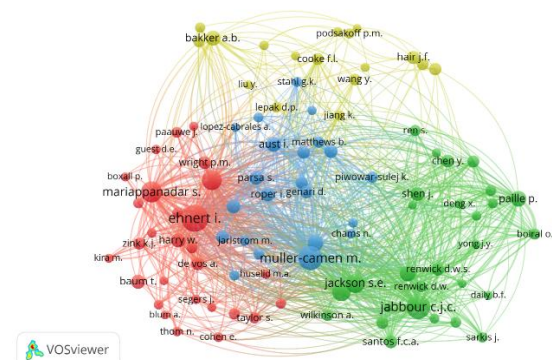 podsakoff p.m.
bakker a.b.
hair j.f.
cooke f.l.
stahl g.k.
wang y.
liu y.
lepak d.p.
jiang k.
paauwe j.
lopez-cabrales a.
ren s.
guest d.e.
aust i.
matthews b.
wright p.m.
chen y.
boxall p.
parsa s.
piwowar-sulej k.
mariappanadar s.
roper i.
genari d.
shen j.
paille p.
deng x.
ehnert i.
chams n.
boiral o.
zink k.j.
harry w.
jarlstrom m.
yong j.y.
kira m.
muller-camen m.
de vos a.
huselid m.a.
renwick d.w.s.
baum t.
jackson s.e.
renwick d.w.
daily b.f.
segers j.
jabbour c.j.c.
blum a.
taylor s.
wilkinson a.
thom n.
cohen e.
santos f.c.a.
sarkis j.
VOSviewer